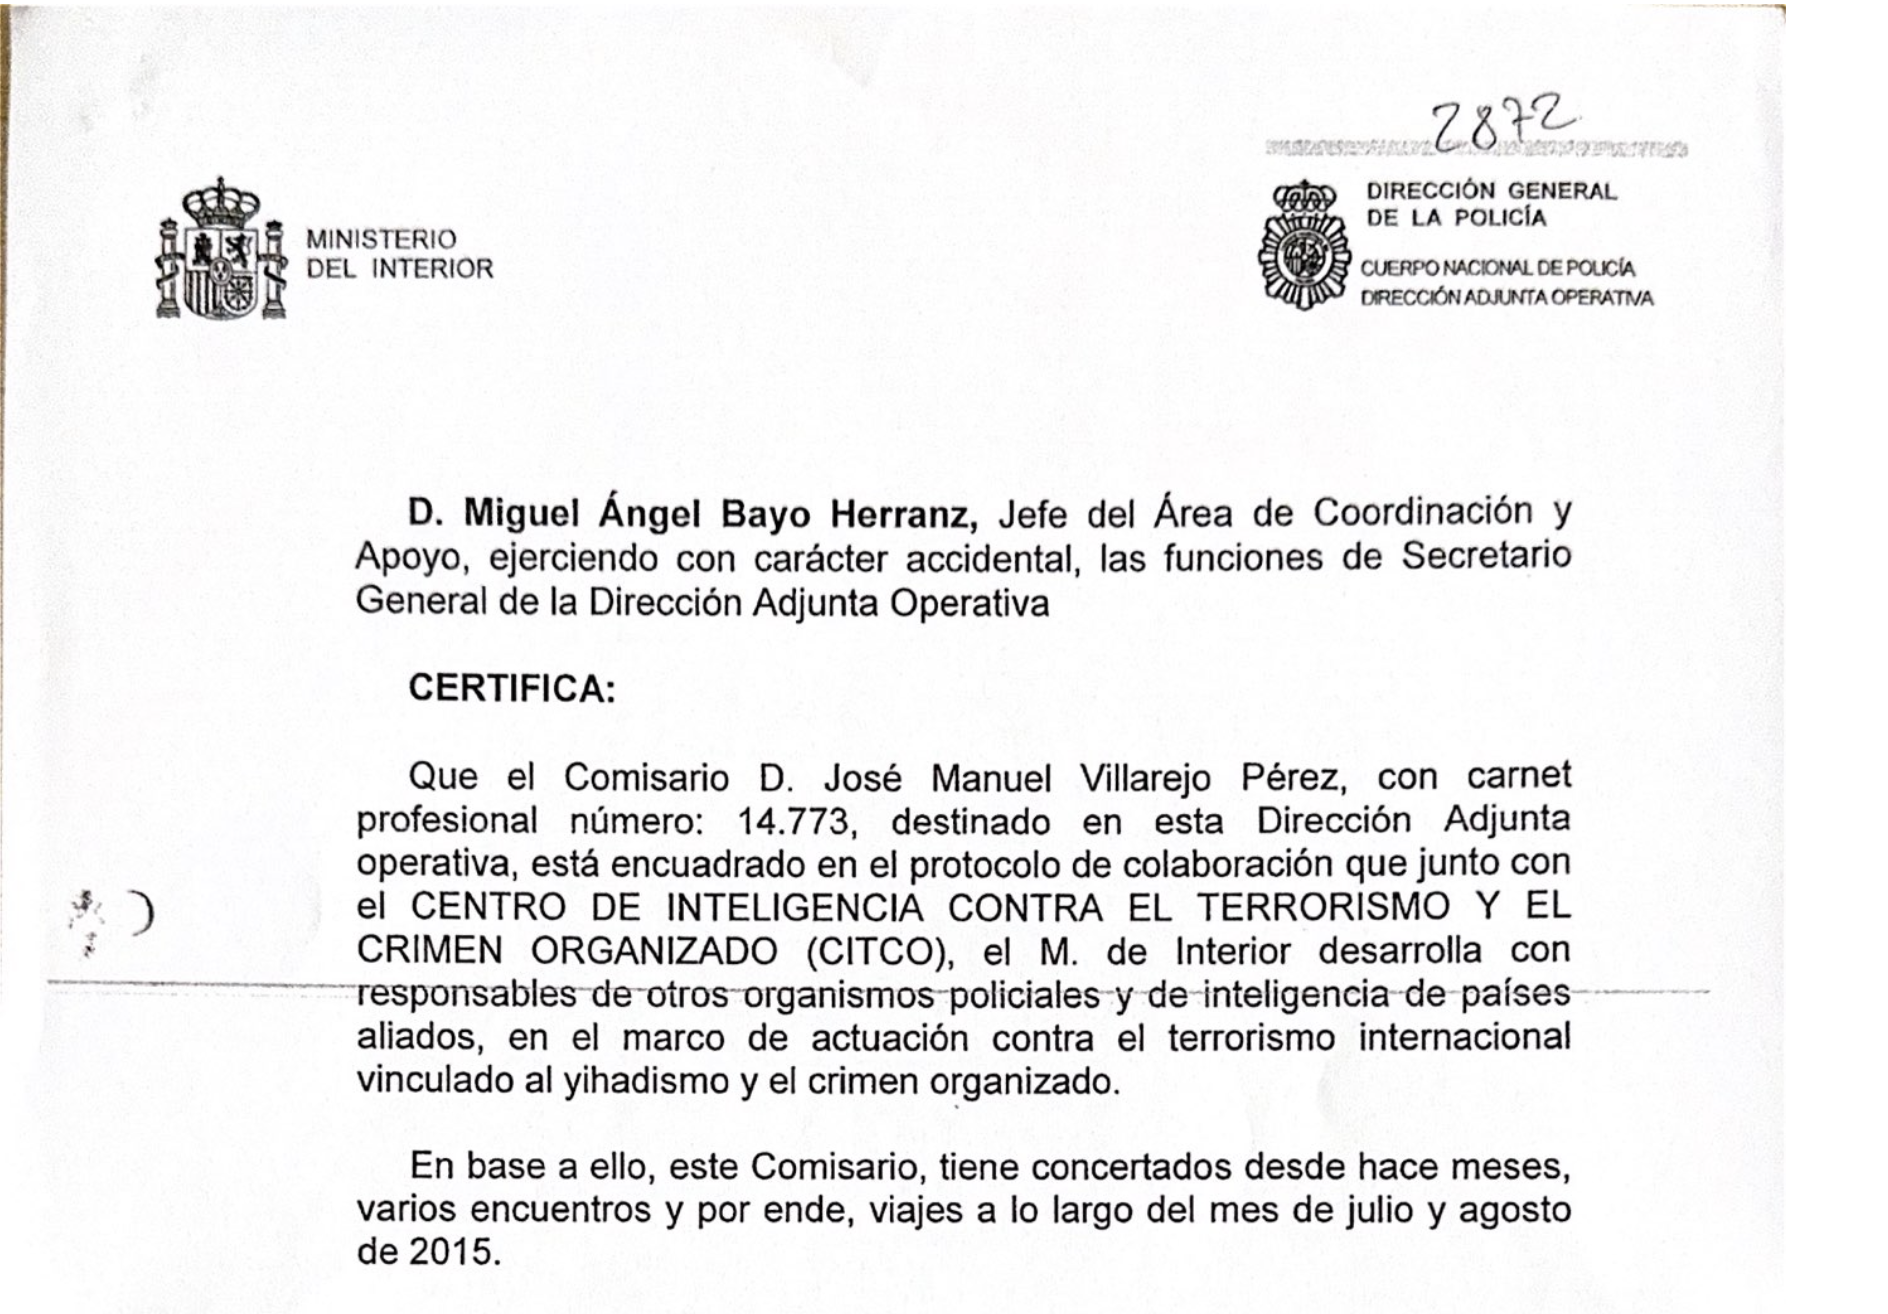 2872
MINISTERIO
DEL INTERIOR
DIRECCIÓN GENERAL
DE LA POLICÍA
CUERPO NACIONAL DE POLICÍA
DIRECCIÓN ADJUNTA OPERATIVA
D. Miguel Ángel Bayo Herranz, Jefe del Área de Coordinación y
Apoyo, ejerciendo con carácter accidental, las funciones de Secretario
General de la Dirección Adjunta Operativa
CERTIFICA:
Que el Comisario D. José Manuel Villarejo Pérez, con carnet
profesional número: 14.773, destinado en esta Dirección Adjunta
operativa, está encuadrado en el protocolo de colaboración que junto con
el CENTRO DE INTELIGENCIA CONTRA EL TERRORISMO Y EL
CRIMEN ORGANIZADO (CITCO), el M. de Interior desarrolla con
responsables de otros organismos policiales y de inteligencia de países
aliados, en el marco de actuación contra el terrorismo internacional
vinculado al yihadismo y el crimen organizado.
En base a ello, este Comisario, tiene concertados desde hace meses,
varios encuentros y por ende, viajes a lo largo del mes de julio y agosto
de 2015.